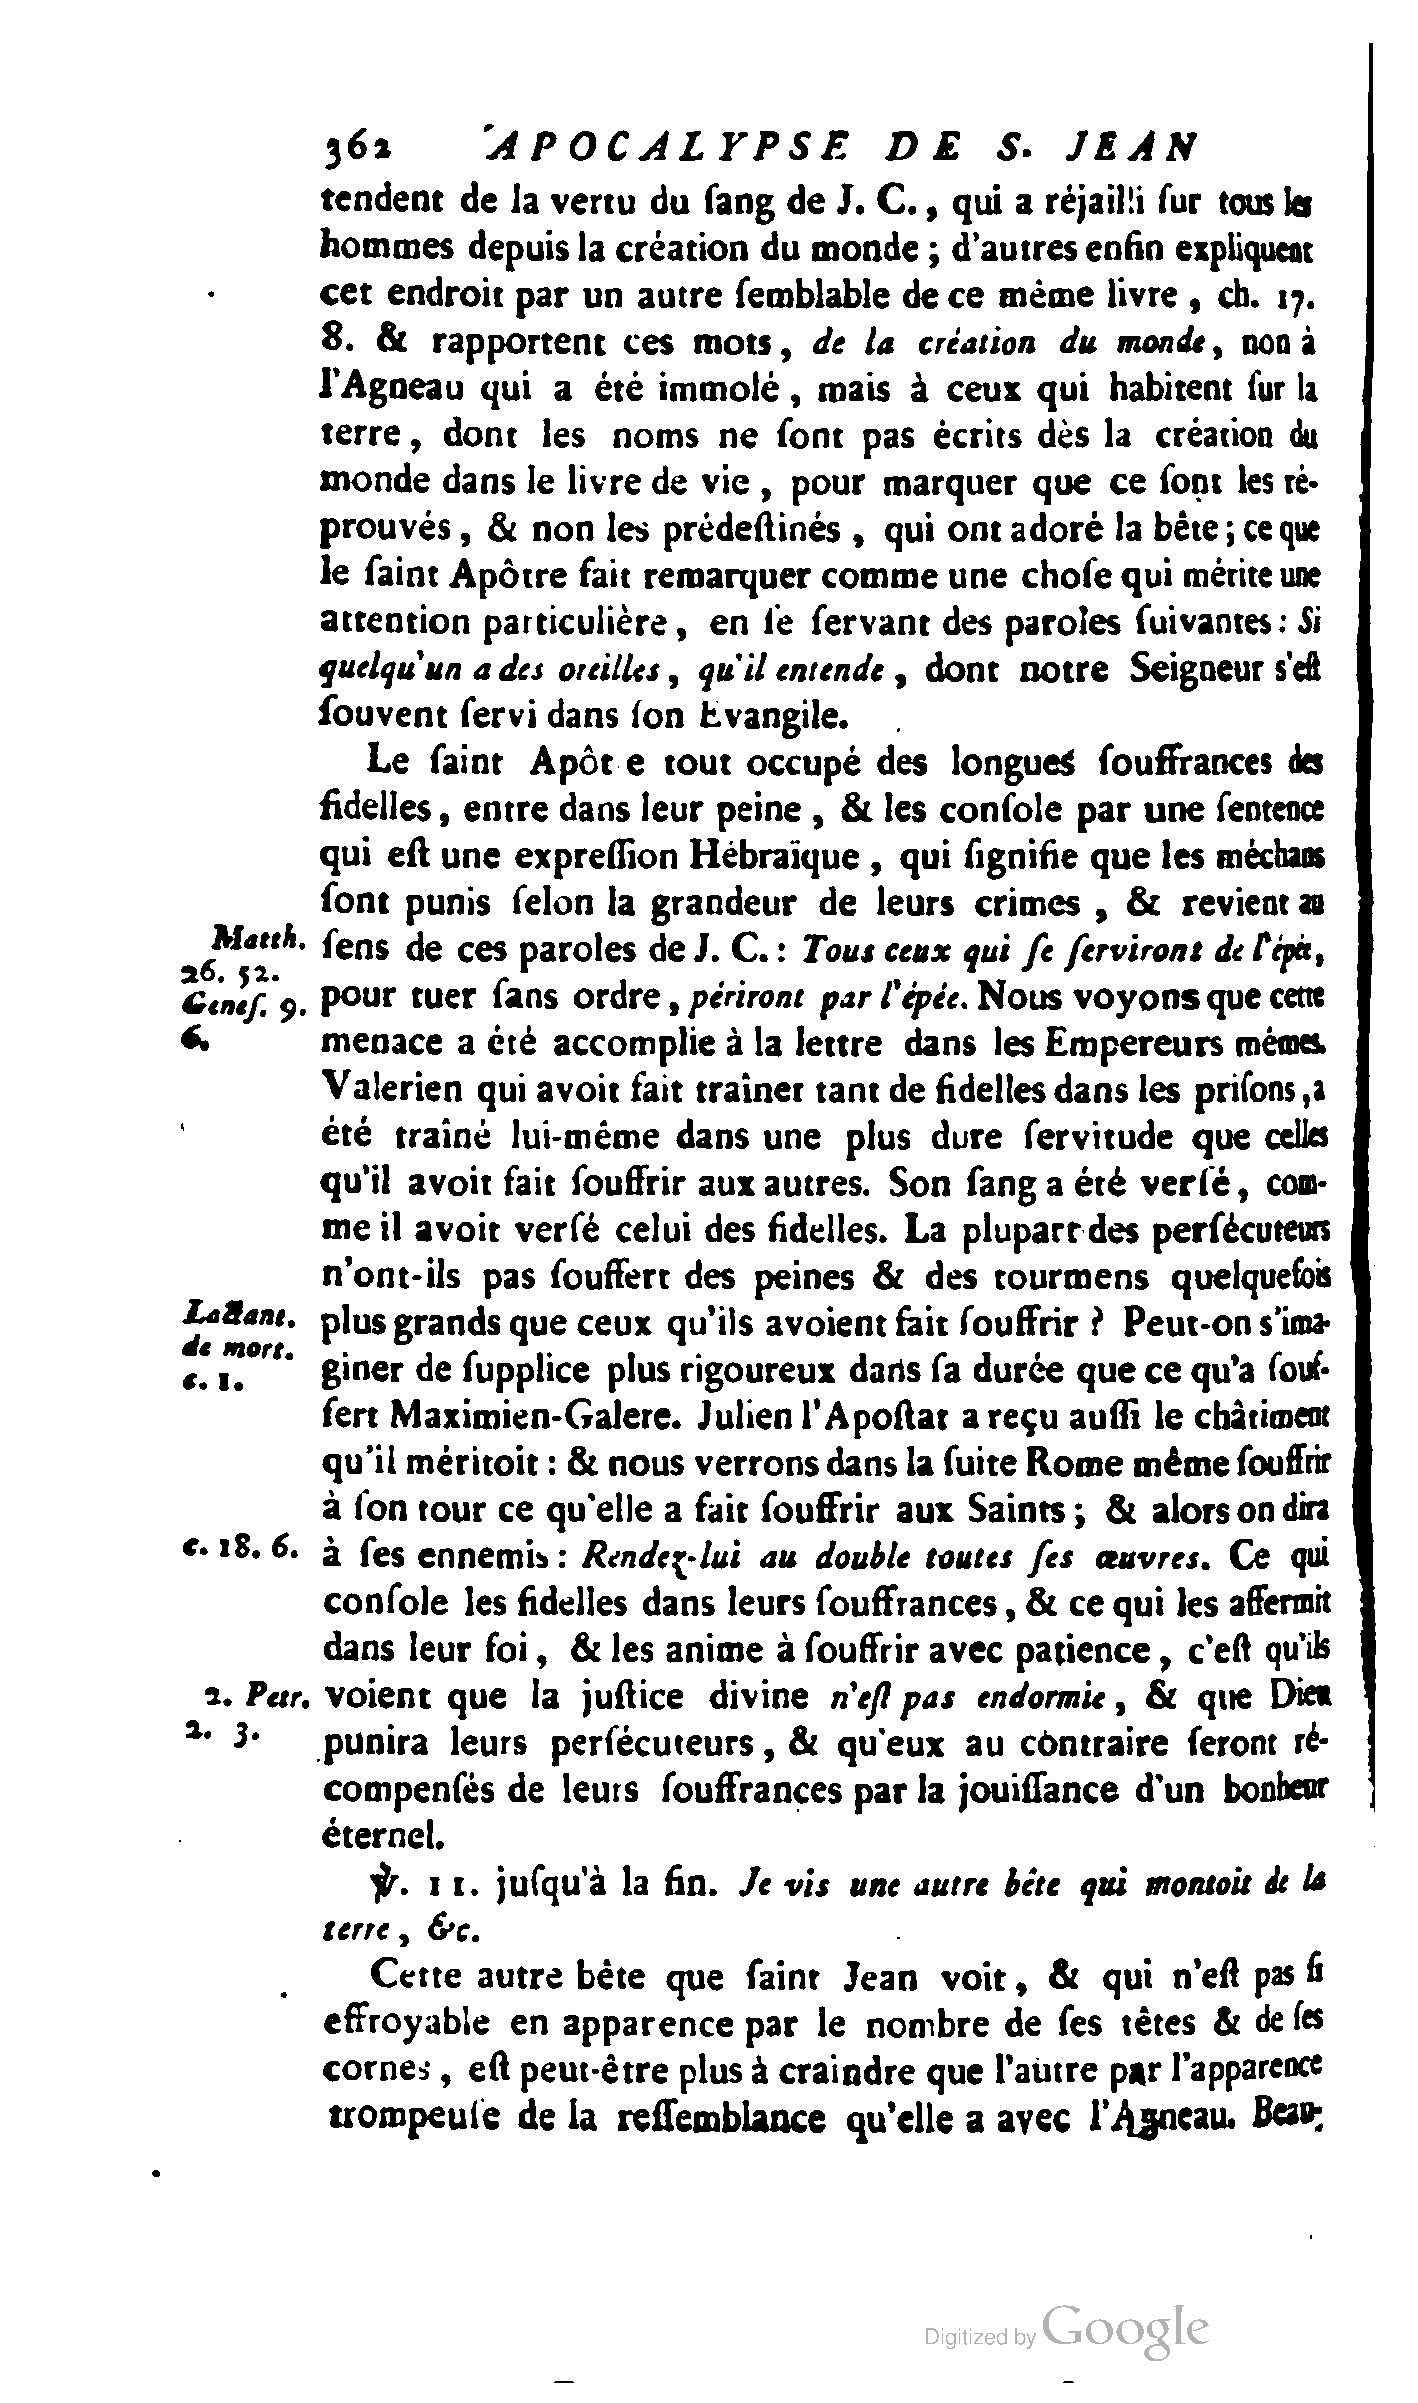 362 APOCALYPSE DE S. JEAN
tendent de la vertu du ſang de J. C., qui a réjailli ſur tous les
hommes depuis la création du monde ; d'autres enfin expliquent
cet endroit par un autre ſemblable de ce même livre , ch. 17.
8. & rapportent ces mots, de la création du monde, non à
l'Agneau qui a été immolé , mais à ceux qui habitent ſur la
terre, dont les noms ne ſont pas écrits dès la création du
monde dans le livre de vie , pour marquer que ce ſont les ré-
prouvés , & non les prédeſtinés , qui ont adoré la bête ; ce que
le ſaint Apôtre fait remarquer comme une choſe qui mérite une
attention particulière, en ſe ſervant des paroles ſuivantes : Si
quelqu'un a des oreilles, qu'il entende , dont notre Seigneur s'eſt
ſouvent ſervi dans ſon Evangile.
Le ſaint Apôt e tout occupé des longues ſouffrances des
fidelles, entre dans leur peine , & les conſole par une ſentence
qui eſt une expreſſion Hébraïque , qui ſignifie que les méchans
ſont punis ſelon la grandeur de leurs crimes , & revient au
Matth. ſens de ces paroles de J. C. : Tous ceux qui ſe ſerviront de l'épée,
26. 52.
Geneſ. 9. pour tuer ſans ordre , périront par l'épée. Nous voyons que cette
6. menace a été accomplie à la lettre dans les Empereurs mêmes.
Valerien qui avoit fait traîner tant de fidelles dans les priſons , a
été traîné lui-même dans une plus dure ſervitude que celles
qu'il avoit fait ſouffrir aux autres. Son ſang a été verſé, com-
me il avoit verſé celui des fidelles. La plupart des perſécuteurs
n'ont-ils pas ſouffert des peines & des tourmens quelquefois
Lactant. plus grands que ceux qu'ils avoient fait ſouffrir ? Peut-on s'ima-
de mort.
c. 1. giner de ſupplice plus rigoureux dans ſa durée que ce qu'a ſouf-
fert Maximien-Galere. Julien l'Apoſtat a reçu auſſi le châtiment
qu'il méritoit : & nous verrons dans la ſuite Rome même ſouffrir
à ſon tour ce qu'elle a fait ſouffrir aux Saints ; & alors on dira
c. 18. 6. à ſes ennemis : Rendez-lui au double toutes ſes œuvres. Ce qui
conſole les fidelles dans leurs ſouffrances , & ce qui les affermit
dans leur foi , & les anime à ſouffrir avec patience , c'eſt qu'ils
2. Petr. voient que la juſtice divine n'eſt pas endormie , & que Dieu
2. 3. punira leurs perſécuteurs , & qu'eux au contraire ſeront ré-
compenſés de leurs ſouffrances par la jouiſſance d'un bonheur
éternel.
℣. 11. juſqu'à la fin. Je vis une autre bête qui montoit de la
terre , &c.
Cette autre bête que ſaint Jean voit , & qui n'eſt pas ſi
effroyable en apparence par le nombre de ſes têtes & de ſes
cornes , eſt peut-être plus à craindre que l'autre par l'apparence
trompeuſe de la reſſemblance qu'elle a avec l'Agneau. Beau-
Digitized by Google